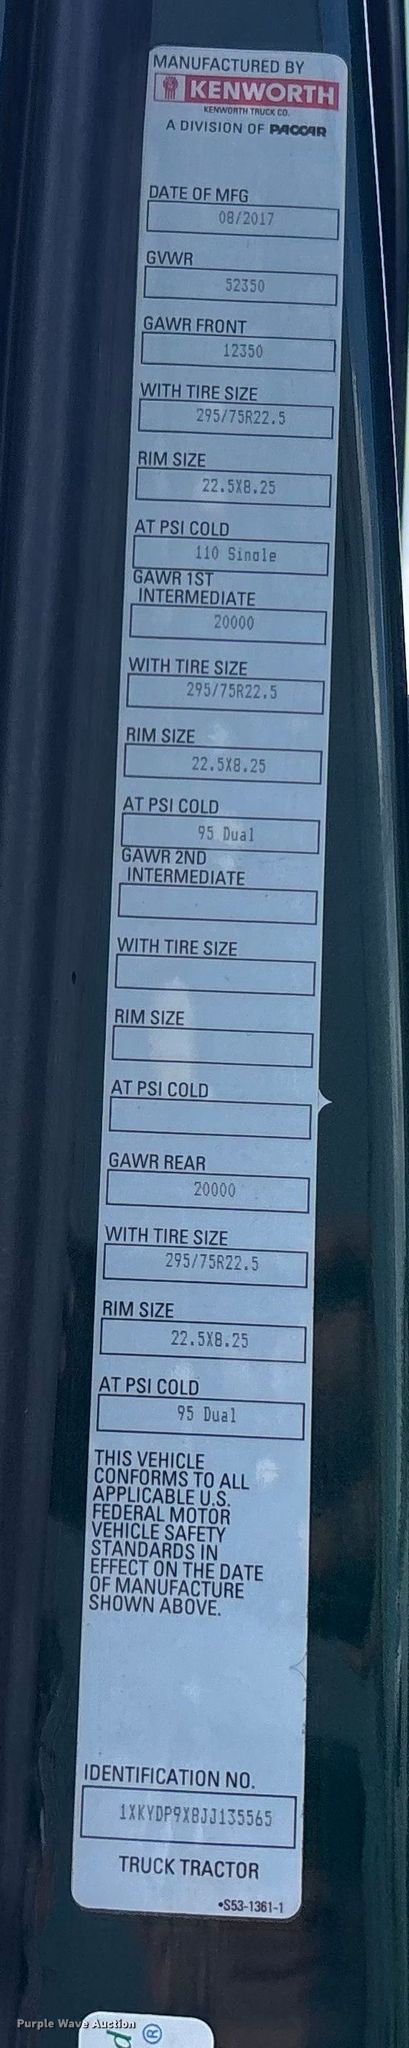 MANUFACTURED BY
KENWORTH
KENWORTH TRUCK CO.
A DIVISION OF PACCAR
DATE OF MFG
08/2017
GVWR
52350
GAWR FRONT
12350
WITH TIRE SIZE
295/75R22.5
RIM SIZE
22.5X8.25
AT PSI COLD
110 Single
GAWR 1ST
INTERMEDIATE
20000
WITH TIRE SIZE
295/75R22.5
RIM SIZE
22.5X8.25
AT PSI COLD
95 Dual
GAWR 2ND
INTERMEDIATE
WITH TIRE SIZE
RIM SIZE
AT PSI COLD
GAWR REAR
20000
WITH TIRE SIZE
295/75R22.5
RIM SIZE
22.5X8.25
AT PSI COLD
95 Dual
THIS VEHICLE
CONFORMS TO ALL
APPLICABLE U.S.
FEDERAL MOTOR
VEHICLE SAFETY
STANDARDS IN
EFFECT ON THE DATE
OF MANUFACTURE
SHOWN ABOVE.
IDENTIFICATION NO.
1XKYDP9X8JJ135565
TRUCK TRACTOR
•S53-1361-1
d ®
Purple Wave Auction